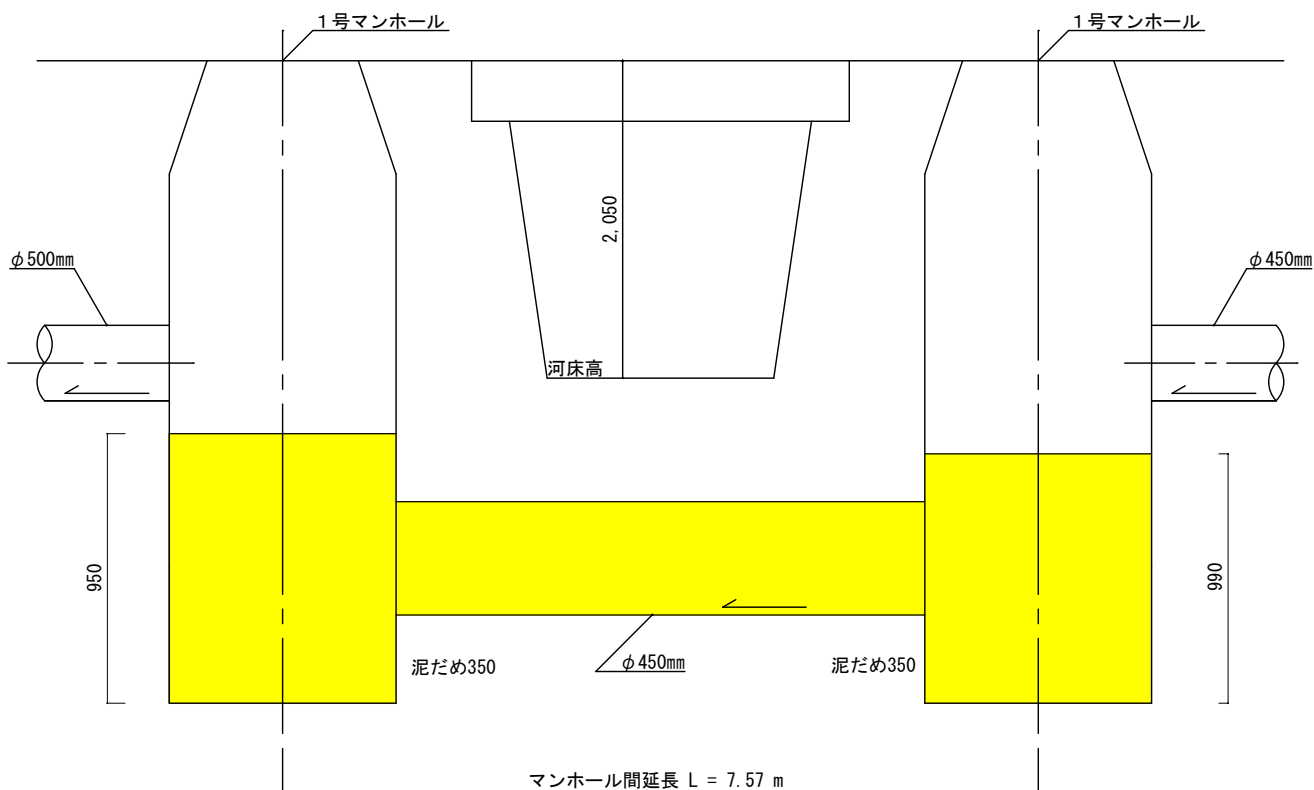 1号マンホール
1号マンホール
2,050
φ500mm
φ450mm
河床高
950
990
泥だめ350
φ450mm
泥だめ350
マンホール間延長 L = 7.57 m